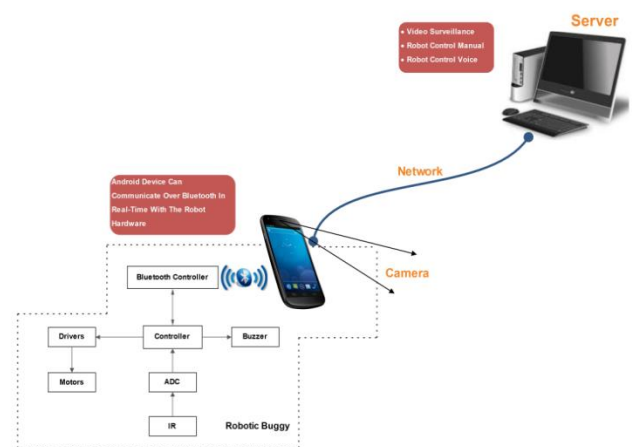 Server
• Video Surveillance
• Robot Control Manual
• Robot Control Voice
Network
Android Device Can
Communicate Over Bluetooth In
Real-Time With The Robot
Hardware
Camera
Bluetooth Controller
Drivers
Controller
Buzzer
Motors
ADC
IR
Robotic Buggy